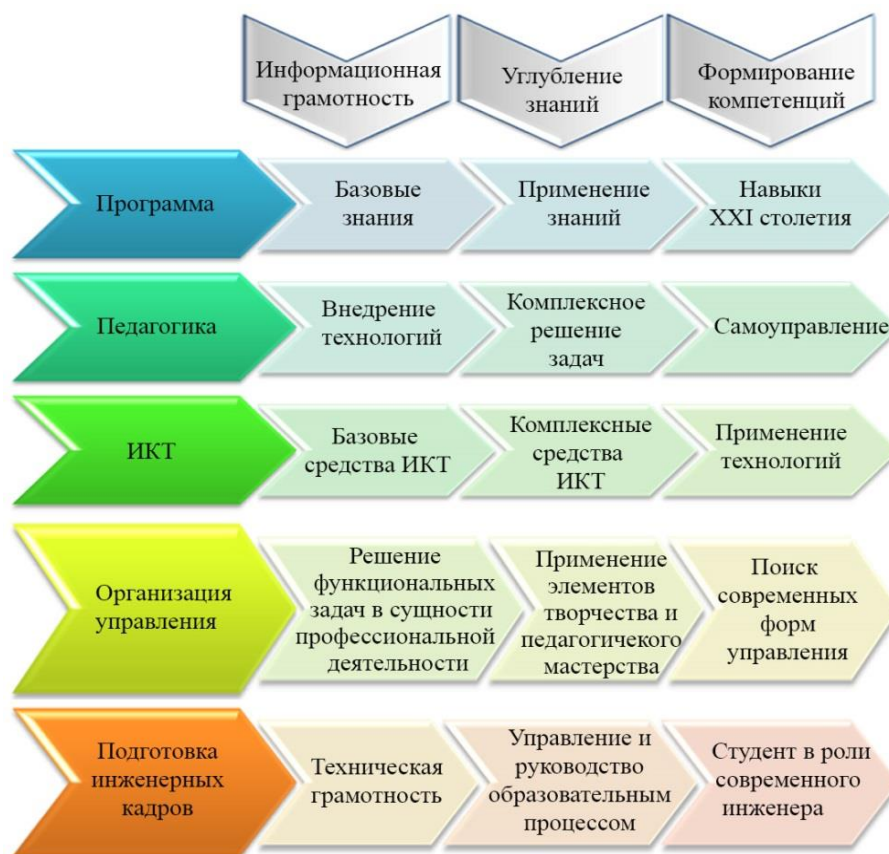 Информационная
грамотность
Углубление
знаний
Формирование
компетенций
Программа
Базовые
знания
Применение
знаний
Навыки
XXI столетия
Педагогика
Внедрение
технологий
Комплексное
решение
задач
Самоуправление
ИКТ
Базовые
средства ИКТ
Комплексные
средства
ИКТ
Применение
технологий
Организация
управления
Решение
функциональных
задач в сущности
профессиональной
деятельности
Применение
элементов
творчества и
педагогичекого
мастерства
Поиск
современных
форм
управления
Подготовка
инженерных
кадров
Техническая
грамотность
Управление и
руководство
образовательным
процессом
Студент в роли
современного
инженера